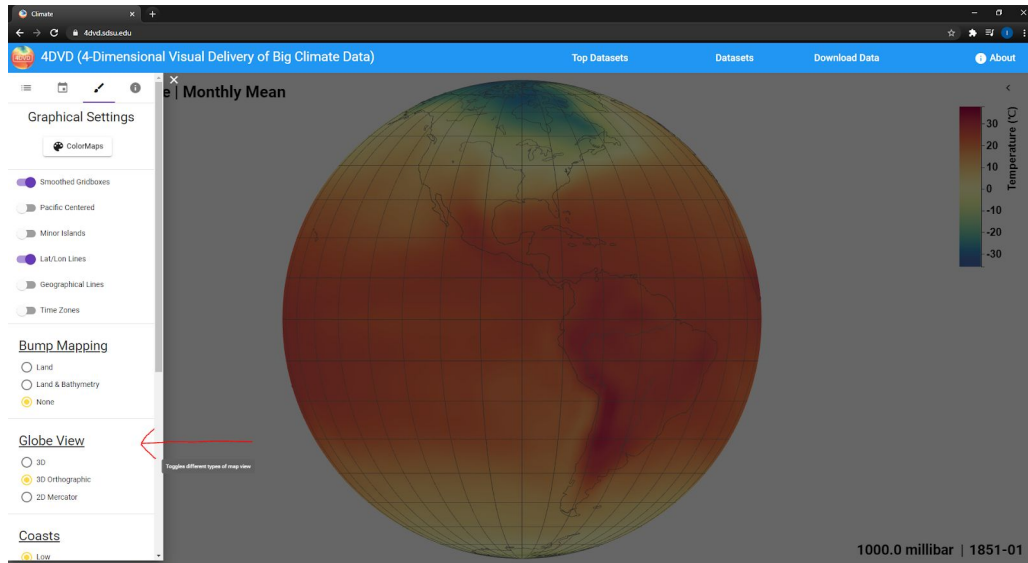 Climate
4dvd.sdsu.edu
4DVD
4DVD (4-Dimensional Visual Delivery of Big Climate Data)
Top Datasets
Datasets
Download Data
About
e | Monthly Mean
Graphical Settings
ColorMaps
Smoothed Gridboxes
Pacific Centered
Minor Islands
Lat/Lon Lines
Geographical Lines
Time Zones
Bump Mapping
Land
Land & Bathymetry
None
Globe View
3D
3D Orthographic
2D Mercator
Toggles different types of map view
Coasts
Low
30
20
10
0
-10
-20
-30
Temperature (°C)
1000.0 millibar | 1851-01